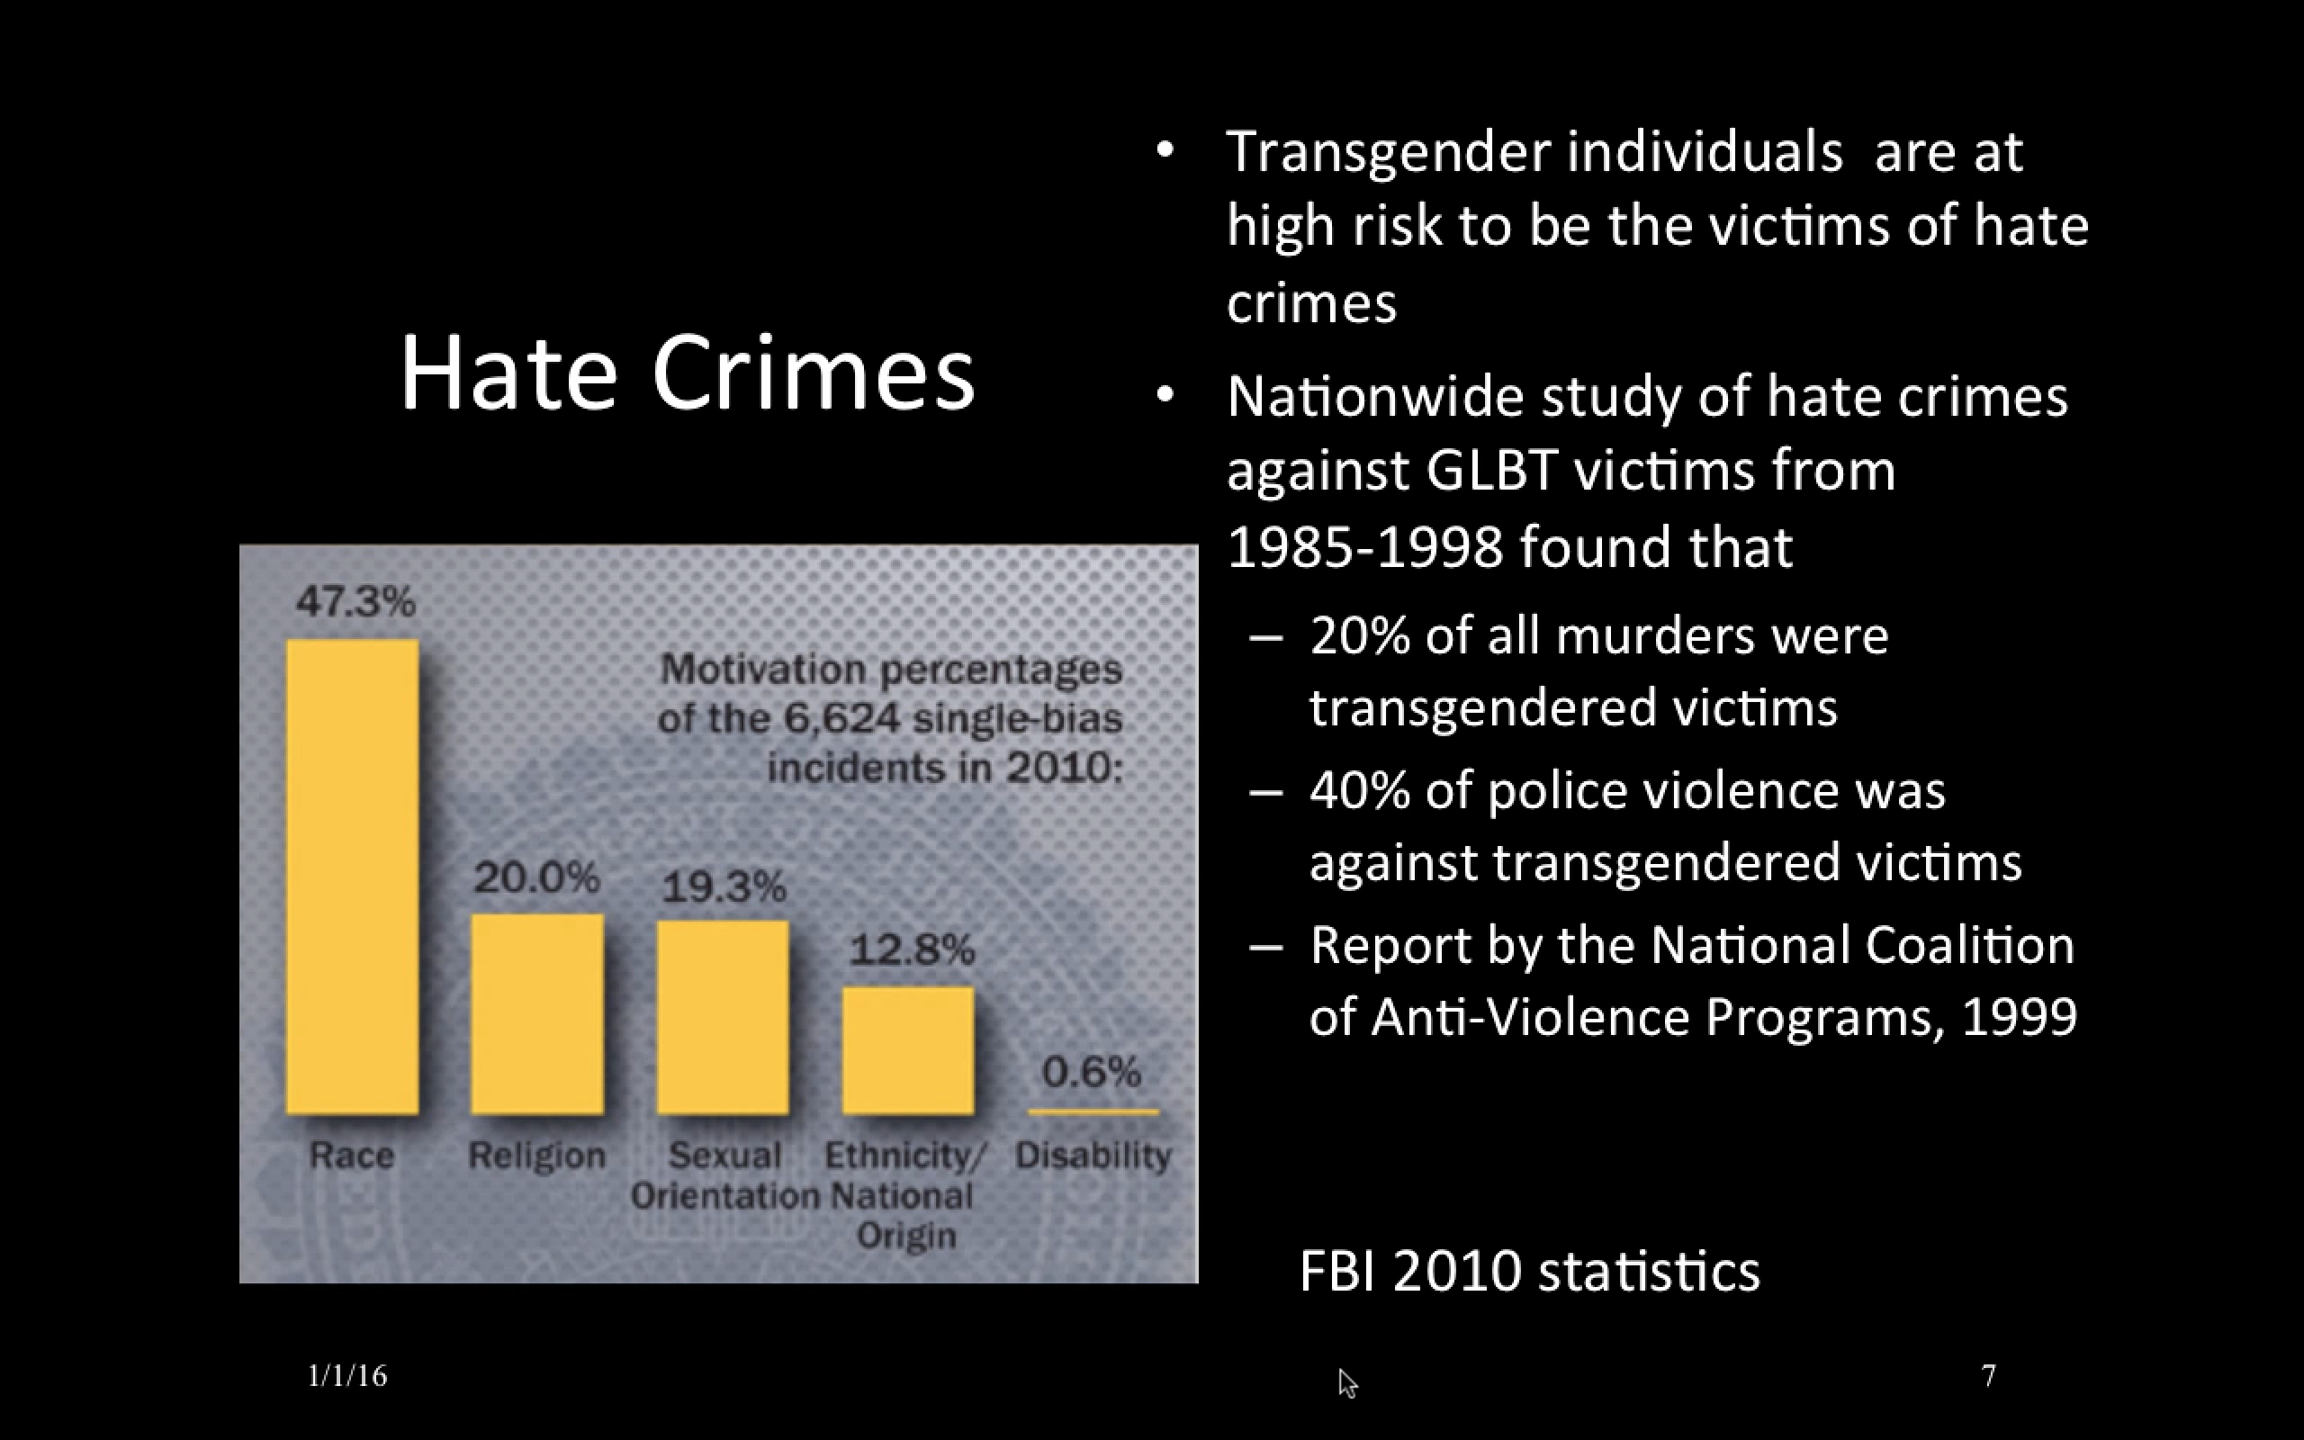 Hate Crimes
47.3%
Motivation percentages
of the 6,624 single-bias
incidents in 2010:
20.0%
19.3%
12.8%
0.6%
Race
Religion
Sexual
Orientation
Ethnicity/
National
Origin
Disability
• Transgender individuals  are at
high risk to be the victims of hate
crimes
• Nationwide study of hate crimes
against GLBT victims from
1985-1998 found that
– 20% of all murders were
transgendered victims
– 40% of police violence was
against transgendered victims
– Report by the National Coalition
of Anti-Violence Programs, 1999
FBI 2010 statistics
1/1/16
7